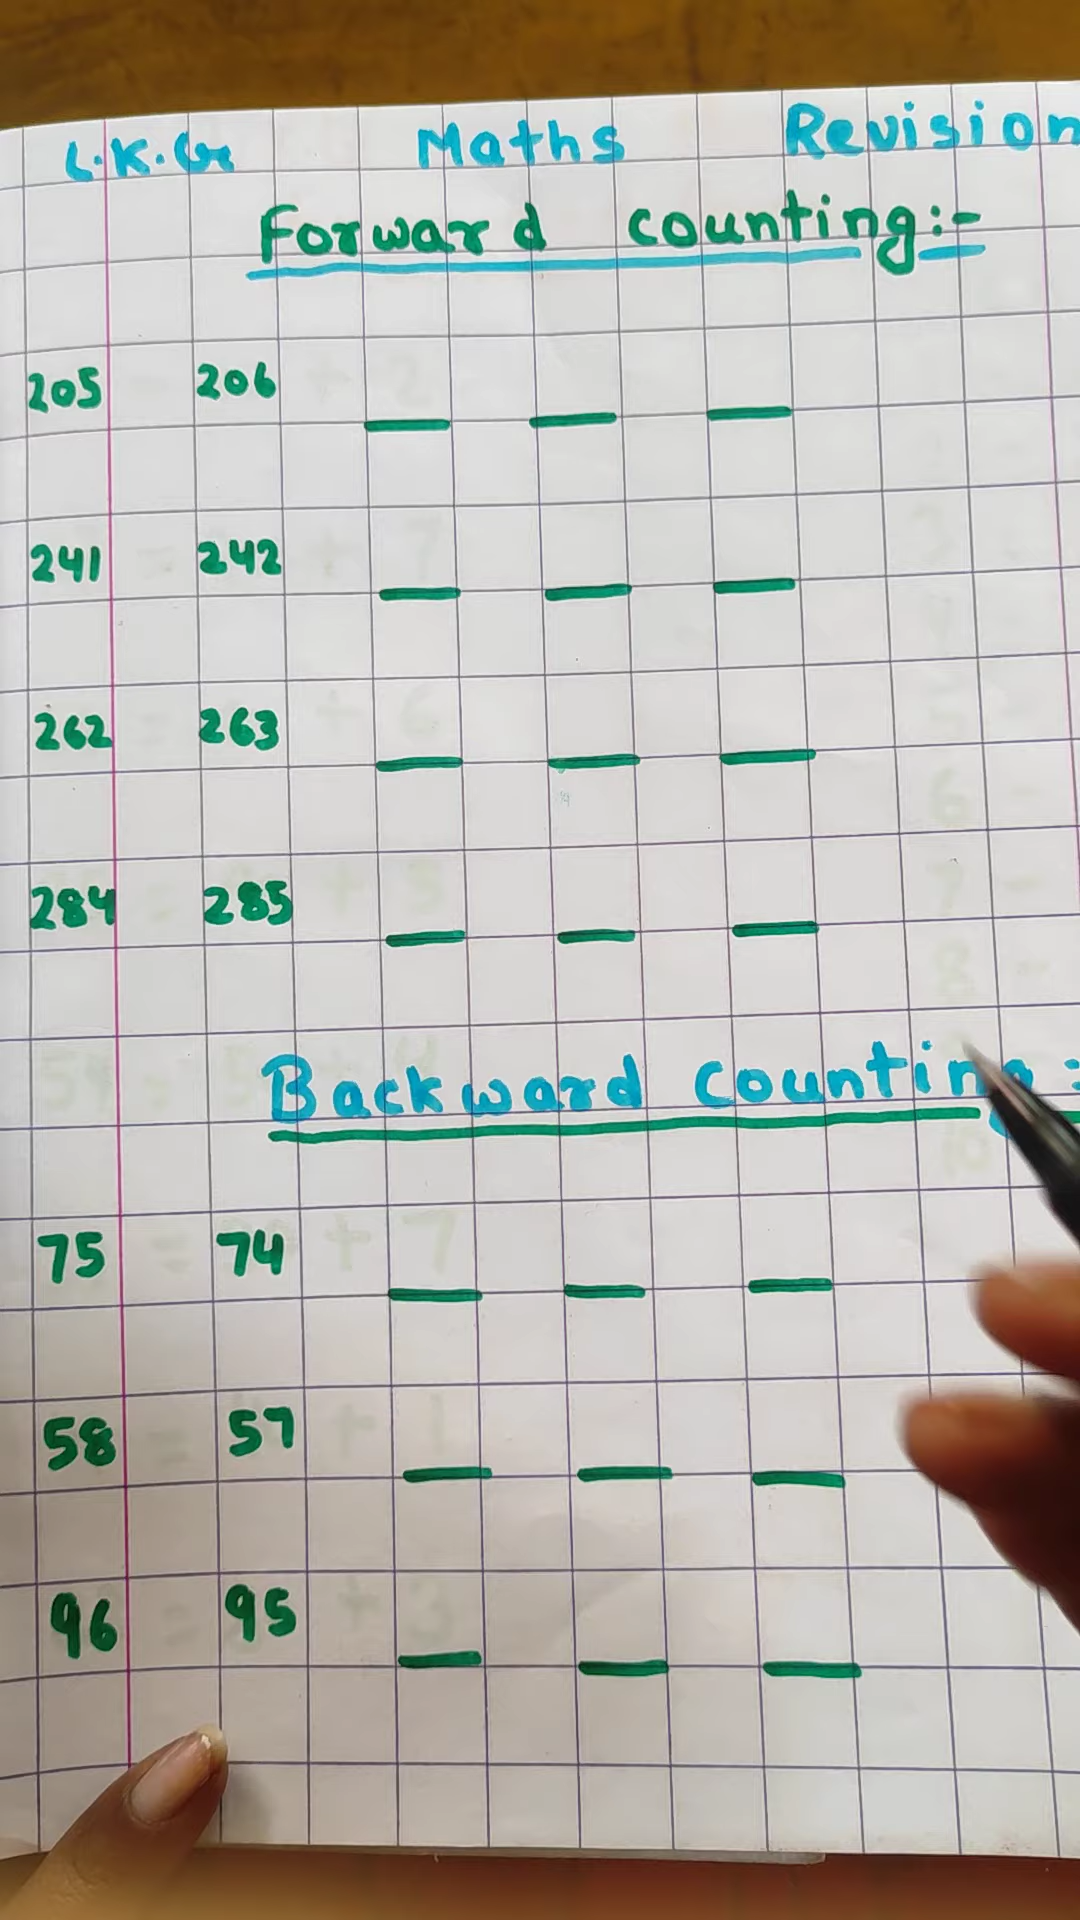 L.K.G Maths Revision
Forward counting:-
205 206
241 242
262 263
284 285
Backward counting:
75 74
58 57
96 95